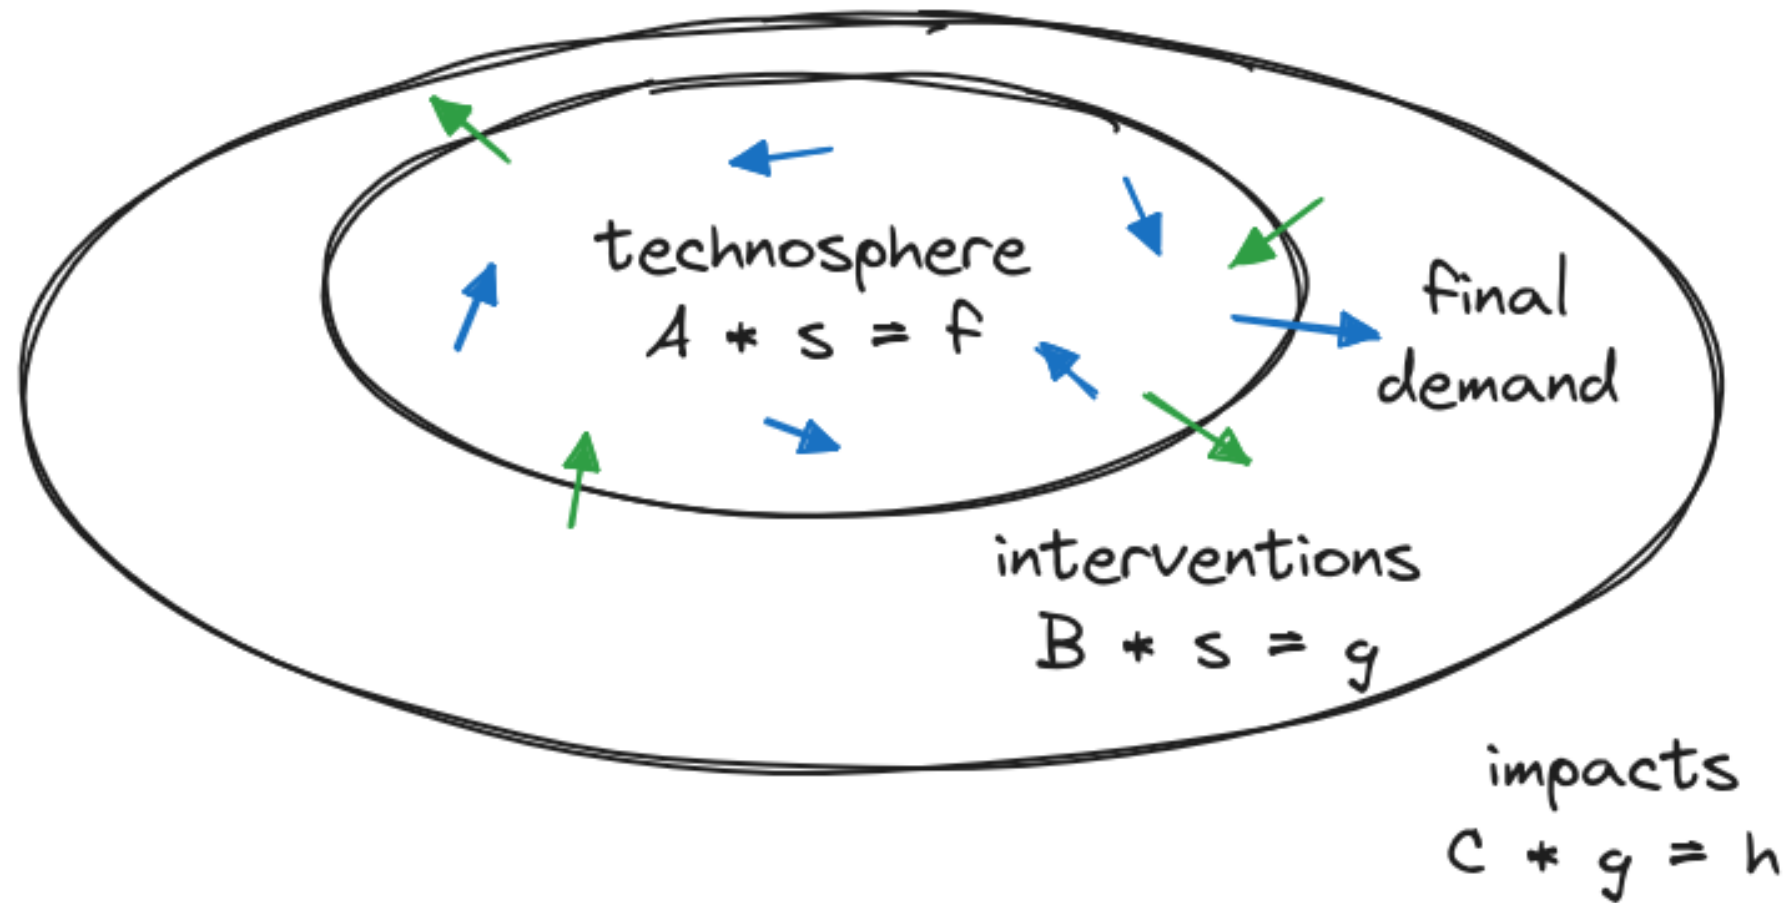 technosphere
A * s = f
final
demand
interventions
B * s = g
impacts
C * g = h